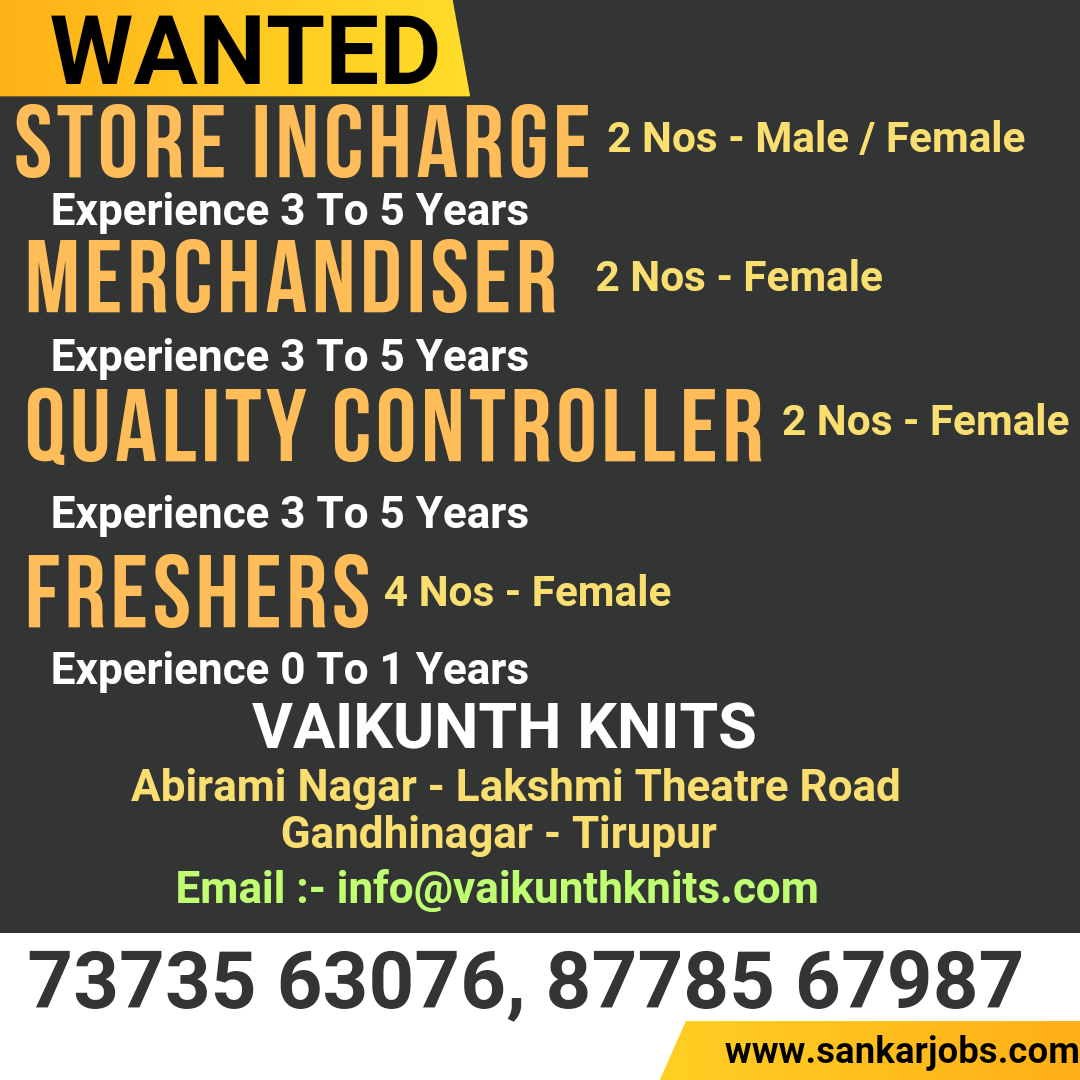 WANTED
STORE INCHARGE 2 Nos - Male / Female
Experience 3 To 5 Years
MERCHANDISER 2 Nos - Female
Experience 3 To 5 Years
QUALITY CONTROLLER 2 Nos - Female
Experience 3 To 5 Years
FRESHERS 4 Nos - Female
Experience 0 To 1 Years
VAIKUNTH KNITS
Abirami Nagar - Lakshmi Theatre Road
Gandhinagar - Tirupur
Email :- info@vaikunthknits.com
73735 63076, 87785 67987
www.sankarjobs.com